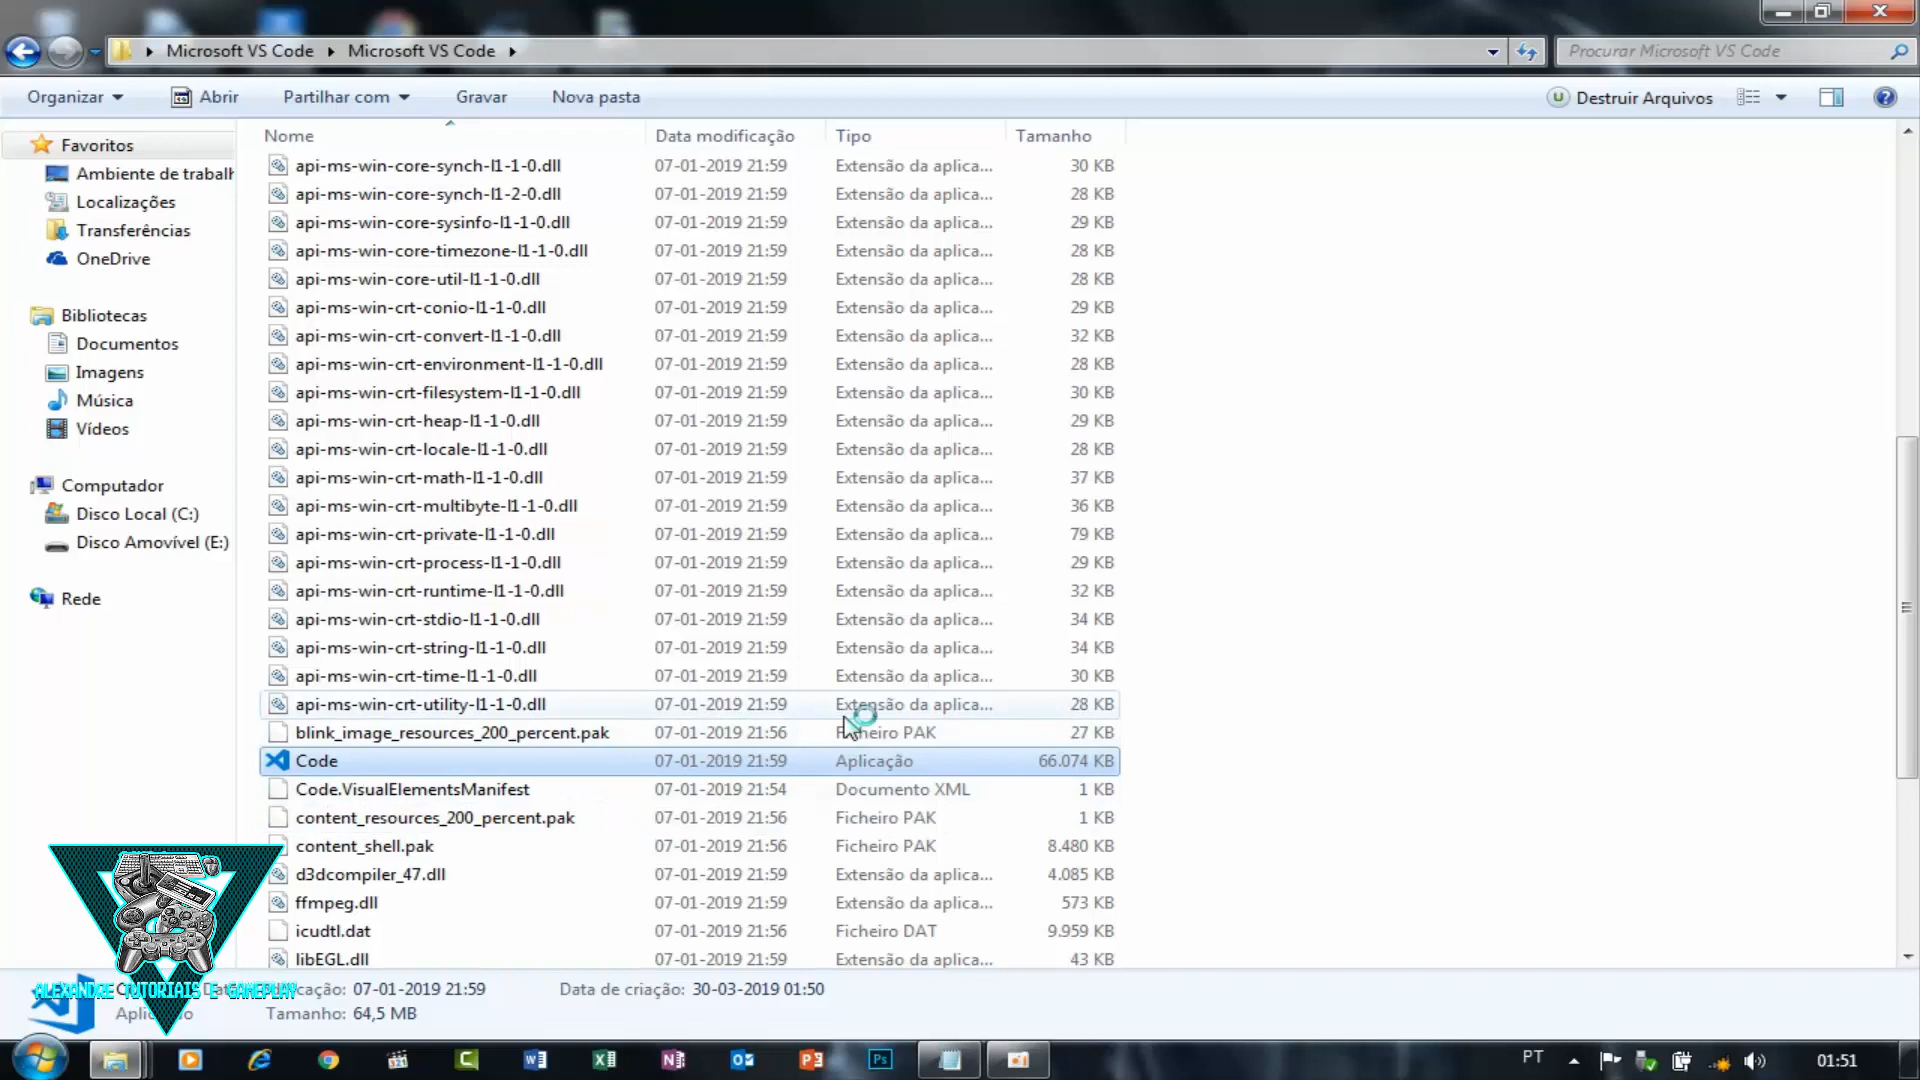 Microsoft VS Code
Microsoft VS Code
Procurar Microsoft VS Code
Organizar
Abrir
Partilhar com
Gravar
Nova pasta
Destruir Arquivos
Nome
Data modificação
Tipo
Tamanho
Favoritos
Ambiente de trabalh
Localizações
Transferências
OneDrive
Bibliotecas
Documentos
Imagens
Música
Vídeos
Computador
Disco Local (C:)
Disco Amovível (E:)
Rede
api-ms-win-core-synch-l1-1-0.dll 07-01-2019 21:59 Extensão da aplica... 30 KB
api-ms-win-core-synch-l1-2-0.dll 07-01-2019 21:59 Extensão da aplica... 28 KB
api-ms-win-core-sysinfo-l1-1-0.dll 07-01-2019 21:59 Extensão da aplica... 29 KB
api-ms-win-core-timezone-l1-1-0.dll 07-01-2019 21:59 Extensão da aplica... 28 KB
api-ms-win-core-util-l1-1-0.dll 07-01-2019 21:59 Extensão da aplica... 28 KB
api-ms-win-crt-conio-l1-1-0.dll 07-01-2019 21:59 Extensão da aplica... 29 KB
api-ms-win-crt-convert-l1-1-0.dll 07-01-2019 21:59 Extensão da aplica... 32 KB
api-ms-win-crt-environment-l1-1-0.dll 07-01-2019 21:59 Extensão da aplica... 28 KB
api-ms-win-crt-filesystem-l1-1-0.dll 07-01-2019 21:59 Extensão da aplica... 30 KB
api-ms-win-crt-heap-l1-1-0.dll 07-01-2019 21:59 Extensão da aplica... 29 KB
api-ms-win-crt-locale-l1-1-0.dll 07-01-2019 21:59 Extensão da aplica... 28 KB
api-ms-win-crt-math-l1-1-0.dll 07-01-2019 21:59 Extensão da aplica... 37 KB
api-ms-win-crt-multibyte-l1-1-0.dll 07-01-2019 21:59 Extensão da aplica... 36 KB
api-ms-win-crt-private-l1-1-0.dll 07-01-2019 21:59 Extensão da aplica... 79 KB
api-ms-win-crt-process-l1-1-0.dll 07-01-2019 21:59 Extensão da aplica... 29 KB
api-ms-win-crt-runtime-l1-1-0.dll 07-01-2019 21:59 Extensão da aplica... 32 KB
api-ms-win-crt-stdio-l1-1-0.dll 07-01-2019 21:59 Extensão da aplica... 34 KB
api-ms-win-crt-string-l1-1-0.dll 07-01-2019 21:59 Extensão da aplica... 34 KB
api-ms-win-crt-time-l1-1-0.dll 07-01-2019 21:59 Extensão da aplica... 30 KB
api-ms-win-crt-utility-l1-1-0.dll 07-01-2019 21:59 Extensão da aplica... 28 KB
blink_image_resources_200_percent.pak 07-01-2019 21:56 Ficheiro PAK 27 KB
Code 07-01-2019 21:59 Aplicação 66.074 KB
Code.VisualElementsManifest 07-01-2019 21:54 Documento XML 1 KB
content_resources_200_percent.pak 07-01-2019 21:56 Ficheiro PAK 1 KB
content_shell.pak 07-01-2019 21:56 Ficheiro PAK 8.480 KB
d3dcompiler_47.dll 07-01-2019 21:59 Extensão da aplica... 4.085 KB
ffmpeg.dll 07-01-2019 21:59 Extensão da aplica... 573 KB
icudtl.dat 07-01-2019 21:56 Ficheiro DAT 9.959 KB
libEGL.dll 07-01-2019 21:59 Extensão da aplica... 43 KB
ALEXANDRE TUTORIAIS E GAMEPLAY
07-01-2019 21:59 Data de criação: 30-03-2019 01:50
Tamanho: 64,5 MB
PT
01:51